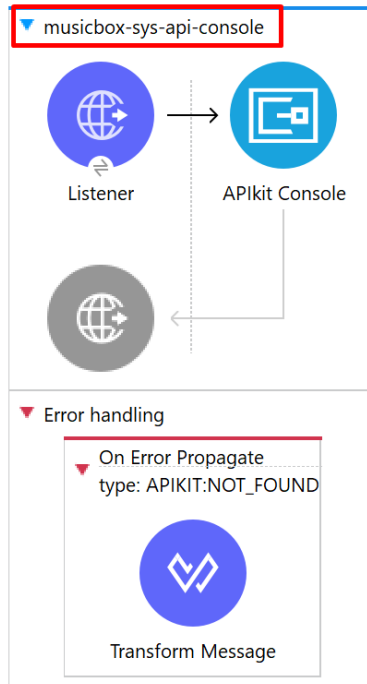 musicbox-sys-api-console
Listener
APIkit Console
Error handling
On Error Propagate
type: APIKIT:NOT_FOUND
Transform Message